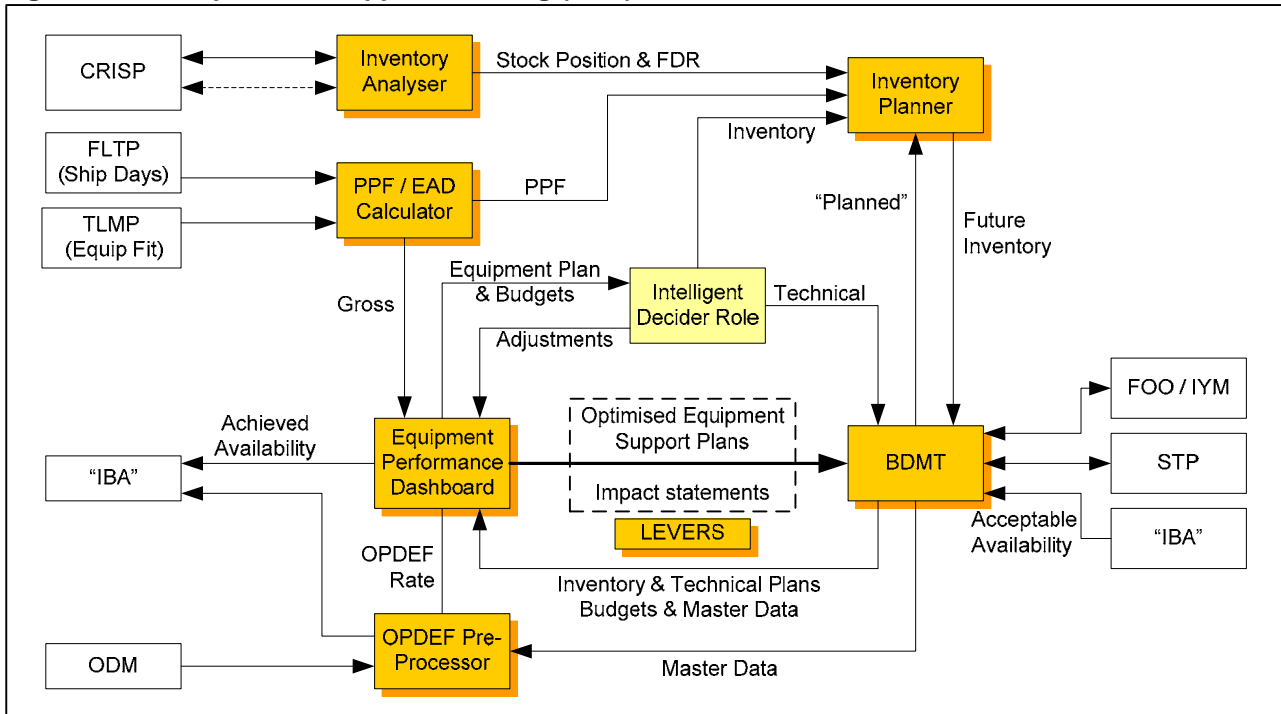 CRISP
Inventory
Analyser
Stock Position & FDR
Inventory
Planner
Inventory
FLTP
(Ship Days)
PPF / EAD
Calculator
PPF
"Planned"
TLMP
(Equip Fit)
Future
Inventory
Equipment Plan
& Budgets
Intelligent
Decider Role
Technical
Gross
Adjustments
FOO / IYM
Achieved
Availability
Optimised Equipment
Support Plans
Equipment
Performance
Dashboard
BDMT
STP
"IBA"
Impact statements
LEVERS
Acceptable
Availability
"IBA"
OPDEF
Rate
Inventory & Technical Plans
Budgets & Master Data
OPDEF Pre-
Processor
ODM
Master Data